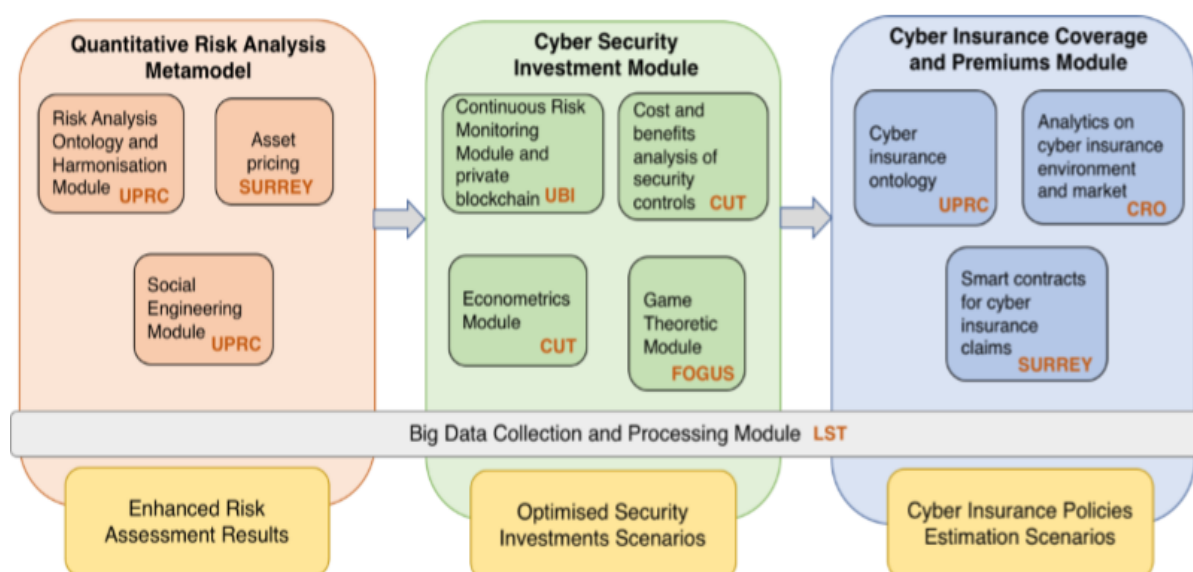 Quantitative Risk Analysis
Metamodel
Risk Analysis
Ontology and
Harmonisation
Module UPRC
Asset
pricing
SURREY
Social
Engineering
Module
UPRC
Cyber Security
Investment Module
Continuous Risk
Monitoring
Module and
private
blockchain UBI
Cost and
benefits
analysis of
security
controls CUT
Econometrics
Module
CUT
Game
Theoretic
Module
FOGUS
Cyber Insurance Coverage
and Premiums Module
Cyber
insurance
ontology
UPRC
Analytics on
cyber insurance
environment
and market
CRO
Smart contracts
for cyber
insurance
claims
SURREY
Big Data Collection and Processing Module LST
Enhanced Risk
Assessment Results
Optimised Security
Investments Scenarios
Cyber Insurance Policies
Estimation Scenarios